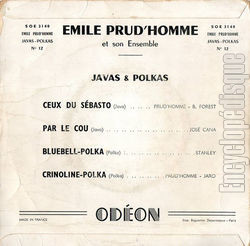 SOE 3148
EMILE PRUD'HOMME
JAVAS-POLKAS
N° 12
EMILE PRUD'HOMME
et son Ensemble
SOE 3148
EMILE PRUD'HOMME
JAVAS-POLKAS
N° 12
JAVAS & POLKAS
CEUX DU SÉBASTO (Java) ..... PRUD'HOMME - B. FOREST
PAR LE COU (Java) ..... JOSÉ CANA
BLUEBELL-POLKA (Polka) ..... STANLEY
CRINOLINE-POLKA (Polka) ..... PRUD'HOMME - JARO
MADE IN FRANCE
ODÉON
Paris